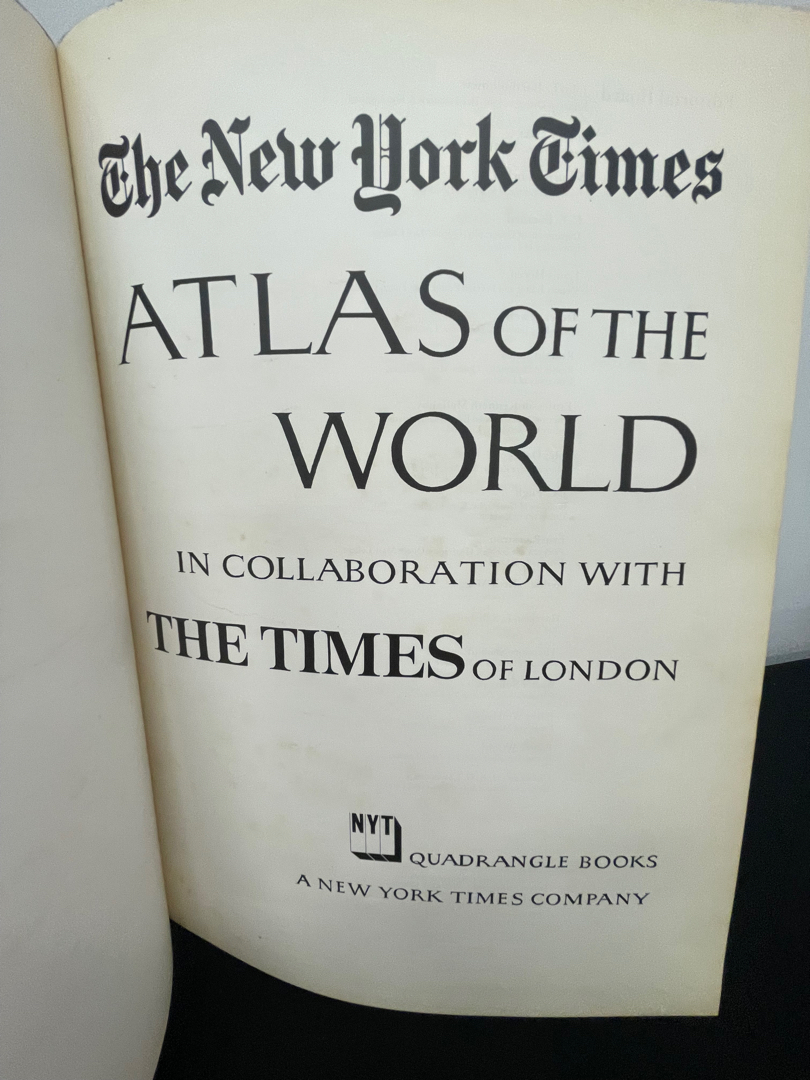 The New York Times
ATLAS OF THE
WORLD
IN COLLABORATION WITH
THE TIMES OF LONDON
NYT
QUADRANGLE BOOKS
A NEW YORK TIMES COMPANY